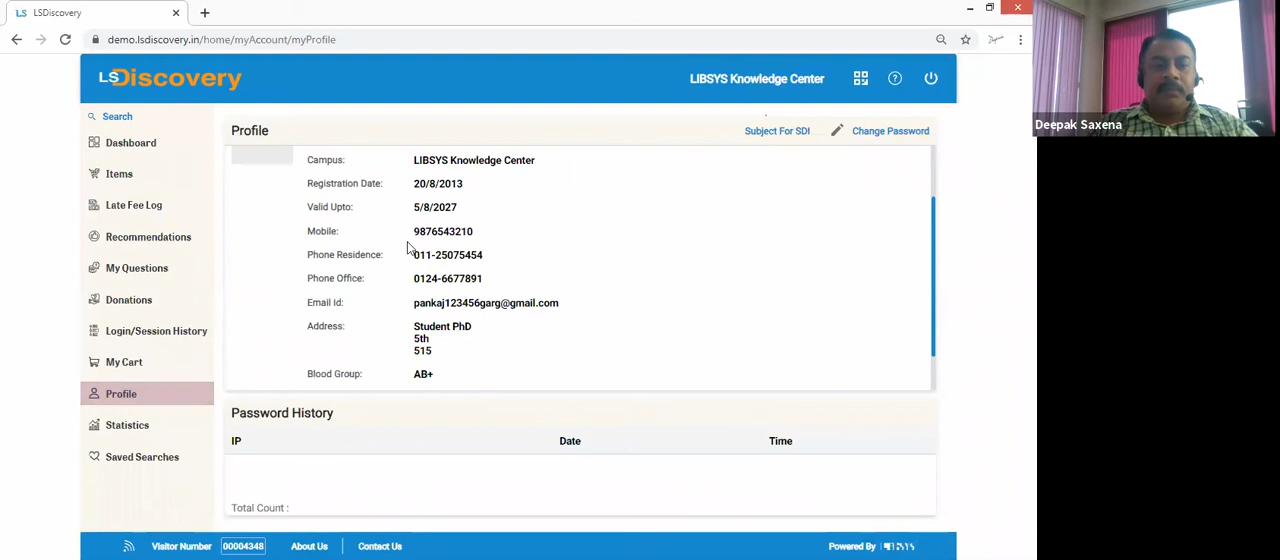 LSDiscovery
demo.lsdiscovery.in/home/myAccount/myProfile
LSDiscovery
LIBSYS Knowledge Center
Deepak Saxena
Search
Dashboard
Items
Late Fee Log
Recommendations
My Questions
Donations
Login/Session History
My Cart
Profile
Statistics
Saved Searches
Profile
Subject For SDI
Change Password
Campus: LIBSYS Knowledge Center
Registration Date: 20/8/2013
Valid Upto: 5/8/2027
Mobile: 9876543210
Phone Residence: 011-25075454
Phone Office: 0124-6677891
Email Id: pankaj123456garg@gmail.com
Address: Student PhD
5th
515
Blood Group: AB+
Password History
IP Date Time
Total Count :
Visitor Number 00004348 About Us Contact Us Powered By